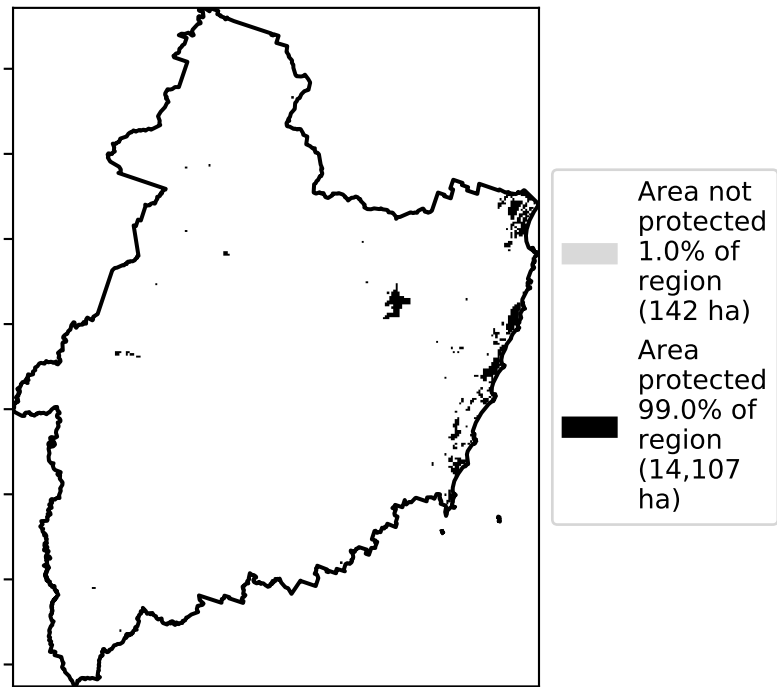 Area not
protected
1.0% of
region
(142 ha)
Area
protected
99.0% of
region
(14,107
ha)